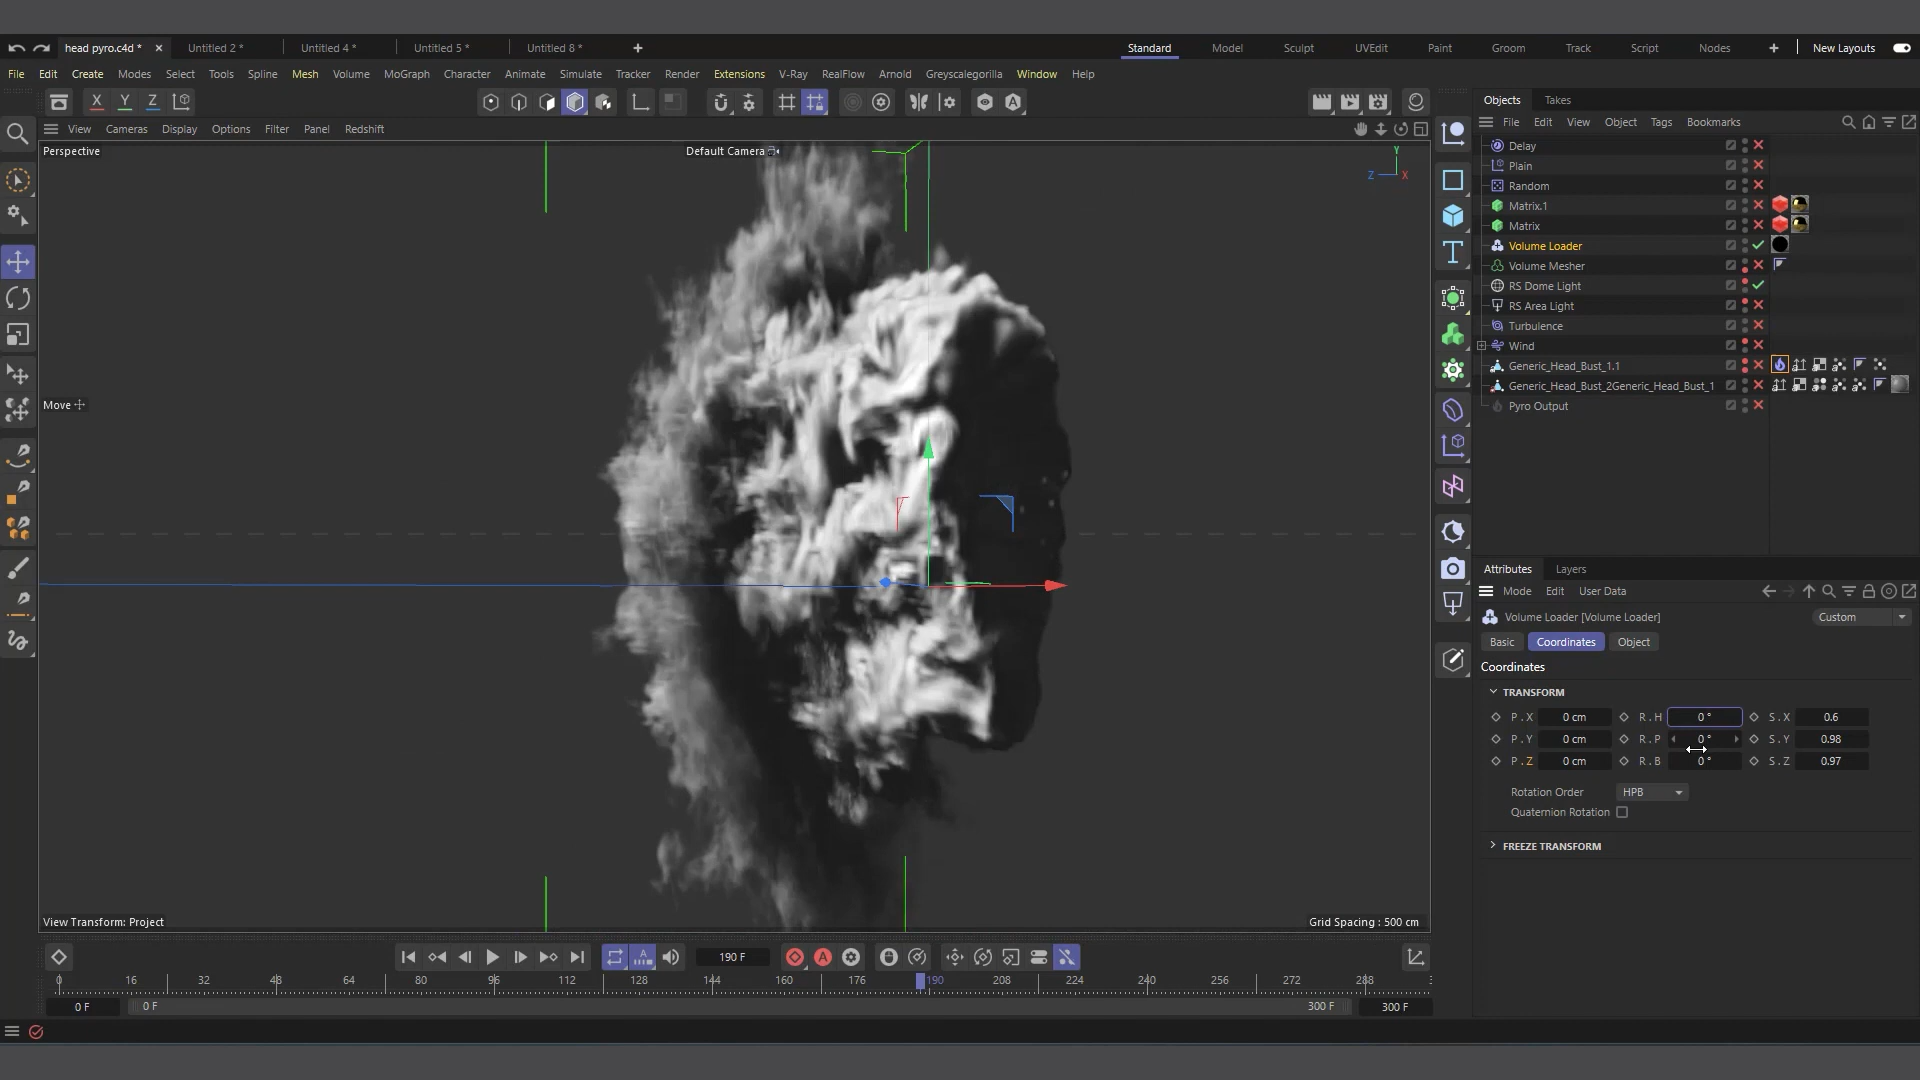 head pyro.c4d *
Untitled 2 *
Untitled 4 *
Untitled 5 *
Untitled 8 *
Standard
Model
Sculpt
UVEdit
Paint
Groom
Track
Script
Nodes
New Layouts
File Edit Create Modes Select Tools Spline Mesh Volume MoGraph Character Animate Simulate Tracker Render Extensions V-Ray RealFlow Arnold Greyscalegorilla Window Help
X Y Z
Objects Takes
View Cameras Display Options Filter Panel Redshift
File Edit View Object Tags Bookmarks
Perspective
Default Camera
Y
Z X
Delay
Plain
Random
Matrix.1
Matrix
Volume Loader
Volume Mesher
RS Dome Light
RS Area Light
Turbulence
Wind
Generic_Head_Bust_1.1
Generic_Head_Bust_2Generic_Head_Bust_1
Pyro Output
Move
Attributes Layers
Mode Edit User Data
Volume Loader [Volume Loader]
Custom
Basic Coordinates Object
Coordinates
TRANSFORM
P . X 0 cm R . H 0 ° S . X 0.6
P . Y 0 cm R . P 0 ° S . Y 0.98
P . Z 0 cm R . B 0 ° S . Z 0.97
Rotation Order HPB
Quaternion Rotation
FREEZE TRANSFORM
View Transform: Project
Grid Spacing : 500 cm
190 F
0 16 32 48 64 80 96 112 128 144 160 176 190 208 224 240 256 272 288
0 F 0 F 300 F 300 F